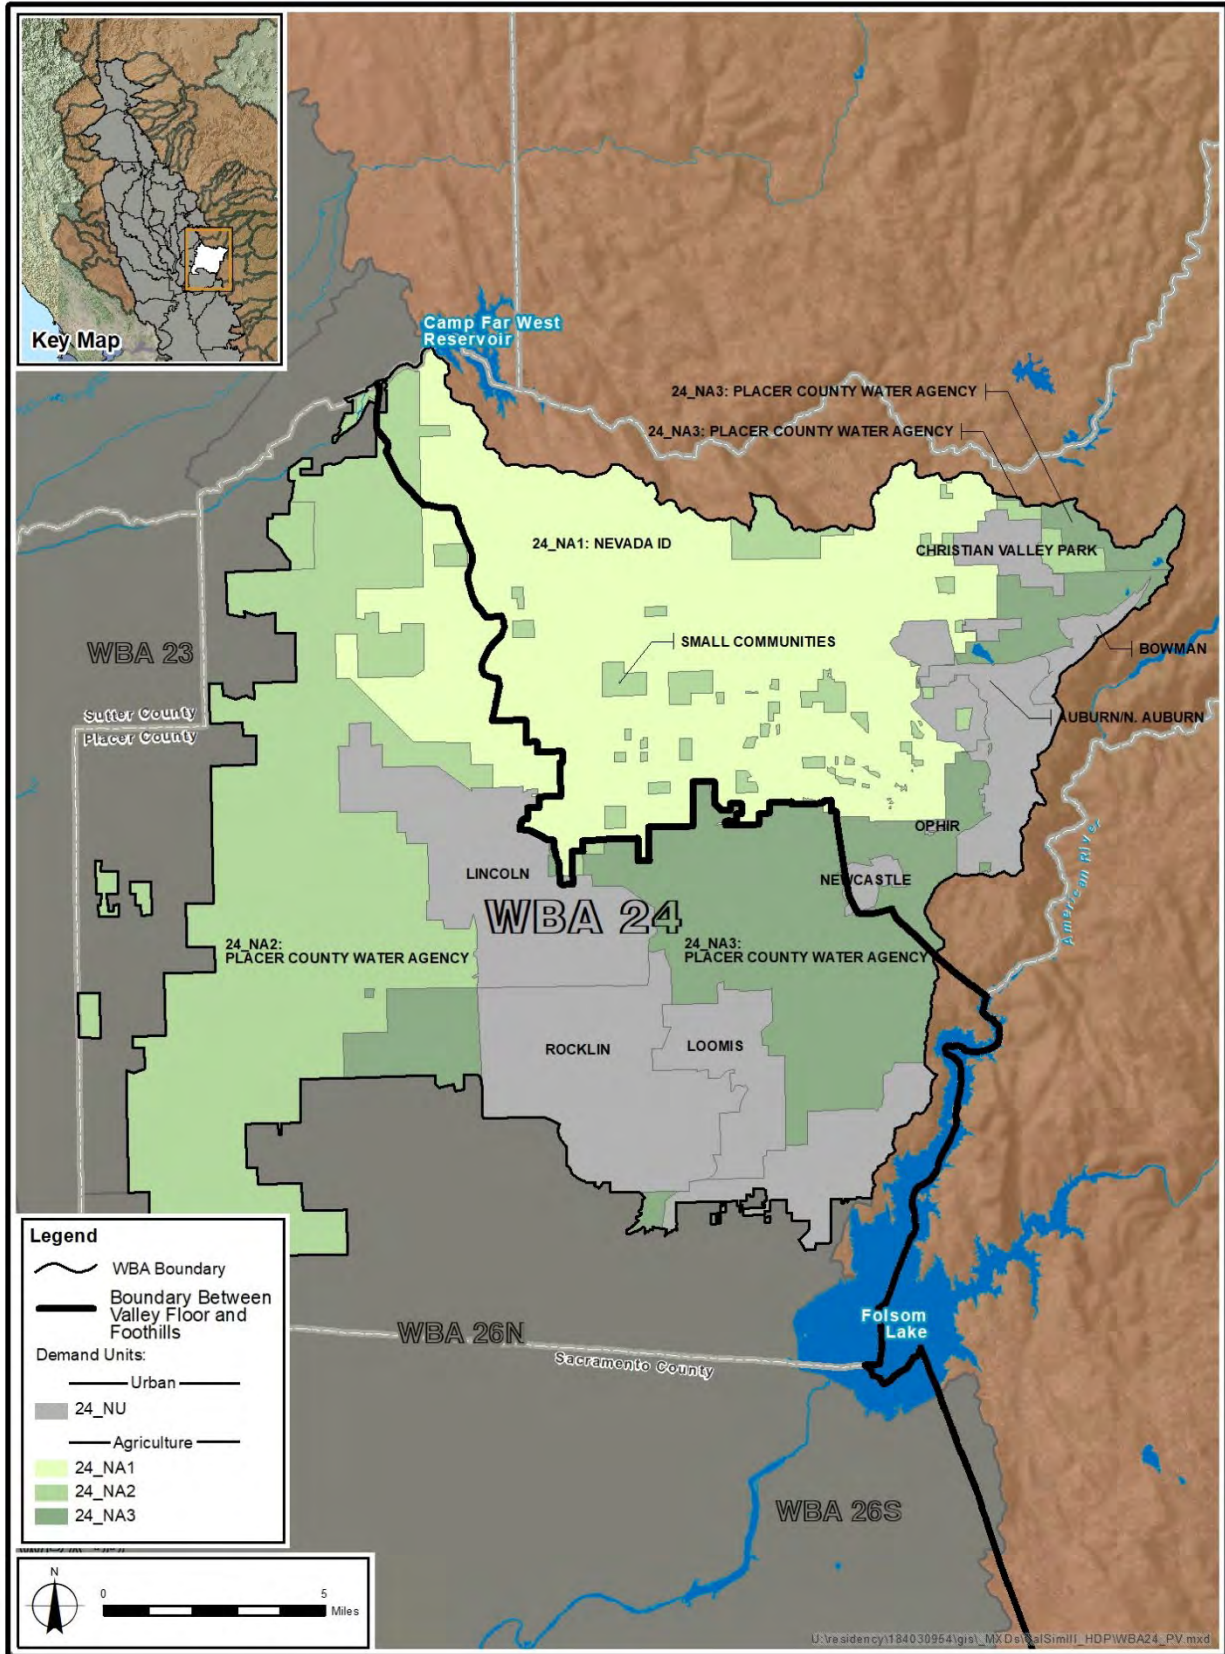 Key Map
Camp Far West
Reservoir
24_NA3: PLACER COUNTY WATER AGENCY
24_NA3: PLACER COUNTY WATER AGENCY
24_NA1: NEVADA ID
CHRISTIAN VALLEY PARK
WBA 23
SMALL COMMUNITIES
BOWMAN
Sutter County
Placer County
AUBURN/N. AUBURN
OPHIR
American River
LINCOLN
NEWCASTLE
WBA 24
24_NA2:
PLACER COUNTY WATER AGENCY
24_NA3:
PLACER COUNTY WATER AGENCY
ROCKLIN
LOOMIS
Folsom
Lake
WBA 26N
Sacramento County
WBA 26S
Legend
WBA Boundary
Boundary Between
Valley Floor and
Foothills
Demand Units:
Urban
24_NU
Agriculture
24_NA1
24_NA2
24_NA3
N
0 5
Miles